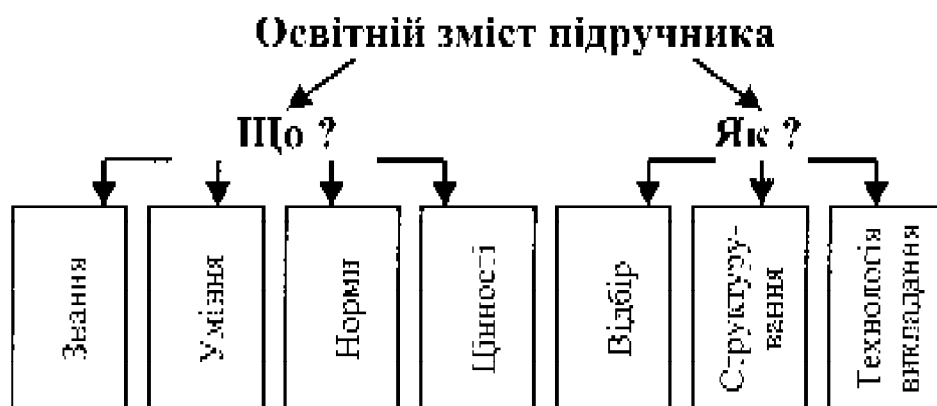 Освітній зміст підручника
Що ?
Як ?
Знання
Уміння
Норми
Цінності
Відбір
Структуру-
вання
Технологія
викладання